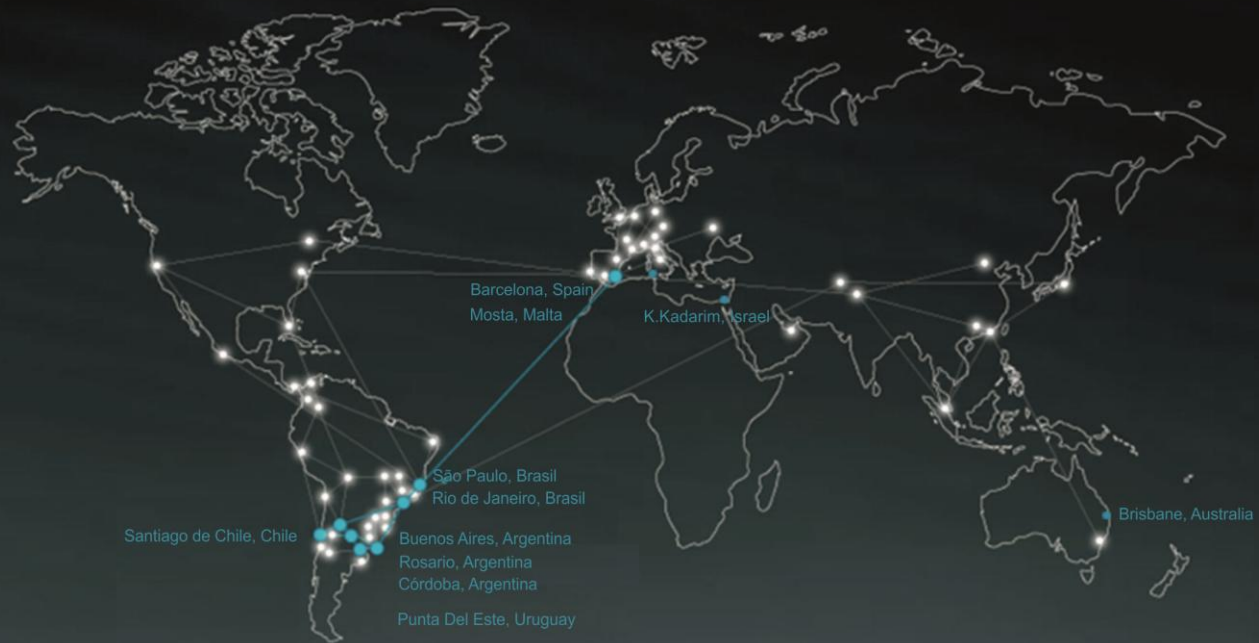 Barcelona, Spain
Mosta, Malta
K.Kadarim, Israel
São Paulo, Brasil
Rio de Janeiro, Brasil
Brisbane, Australia
Santiago de Chile, Chile
Buenos Aires, Argentina
Rosario, Argentina
Córdoba, Argentina
Punta Del Este, Uruguay